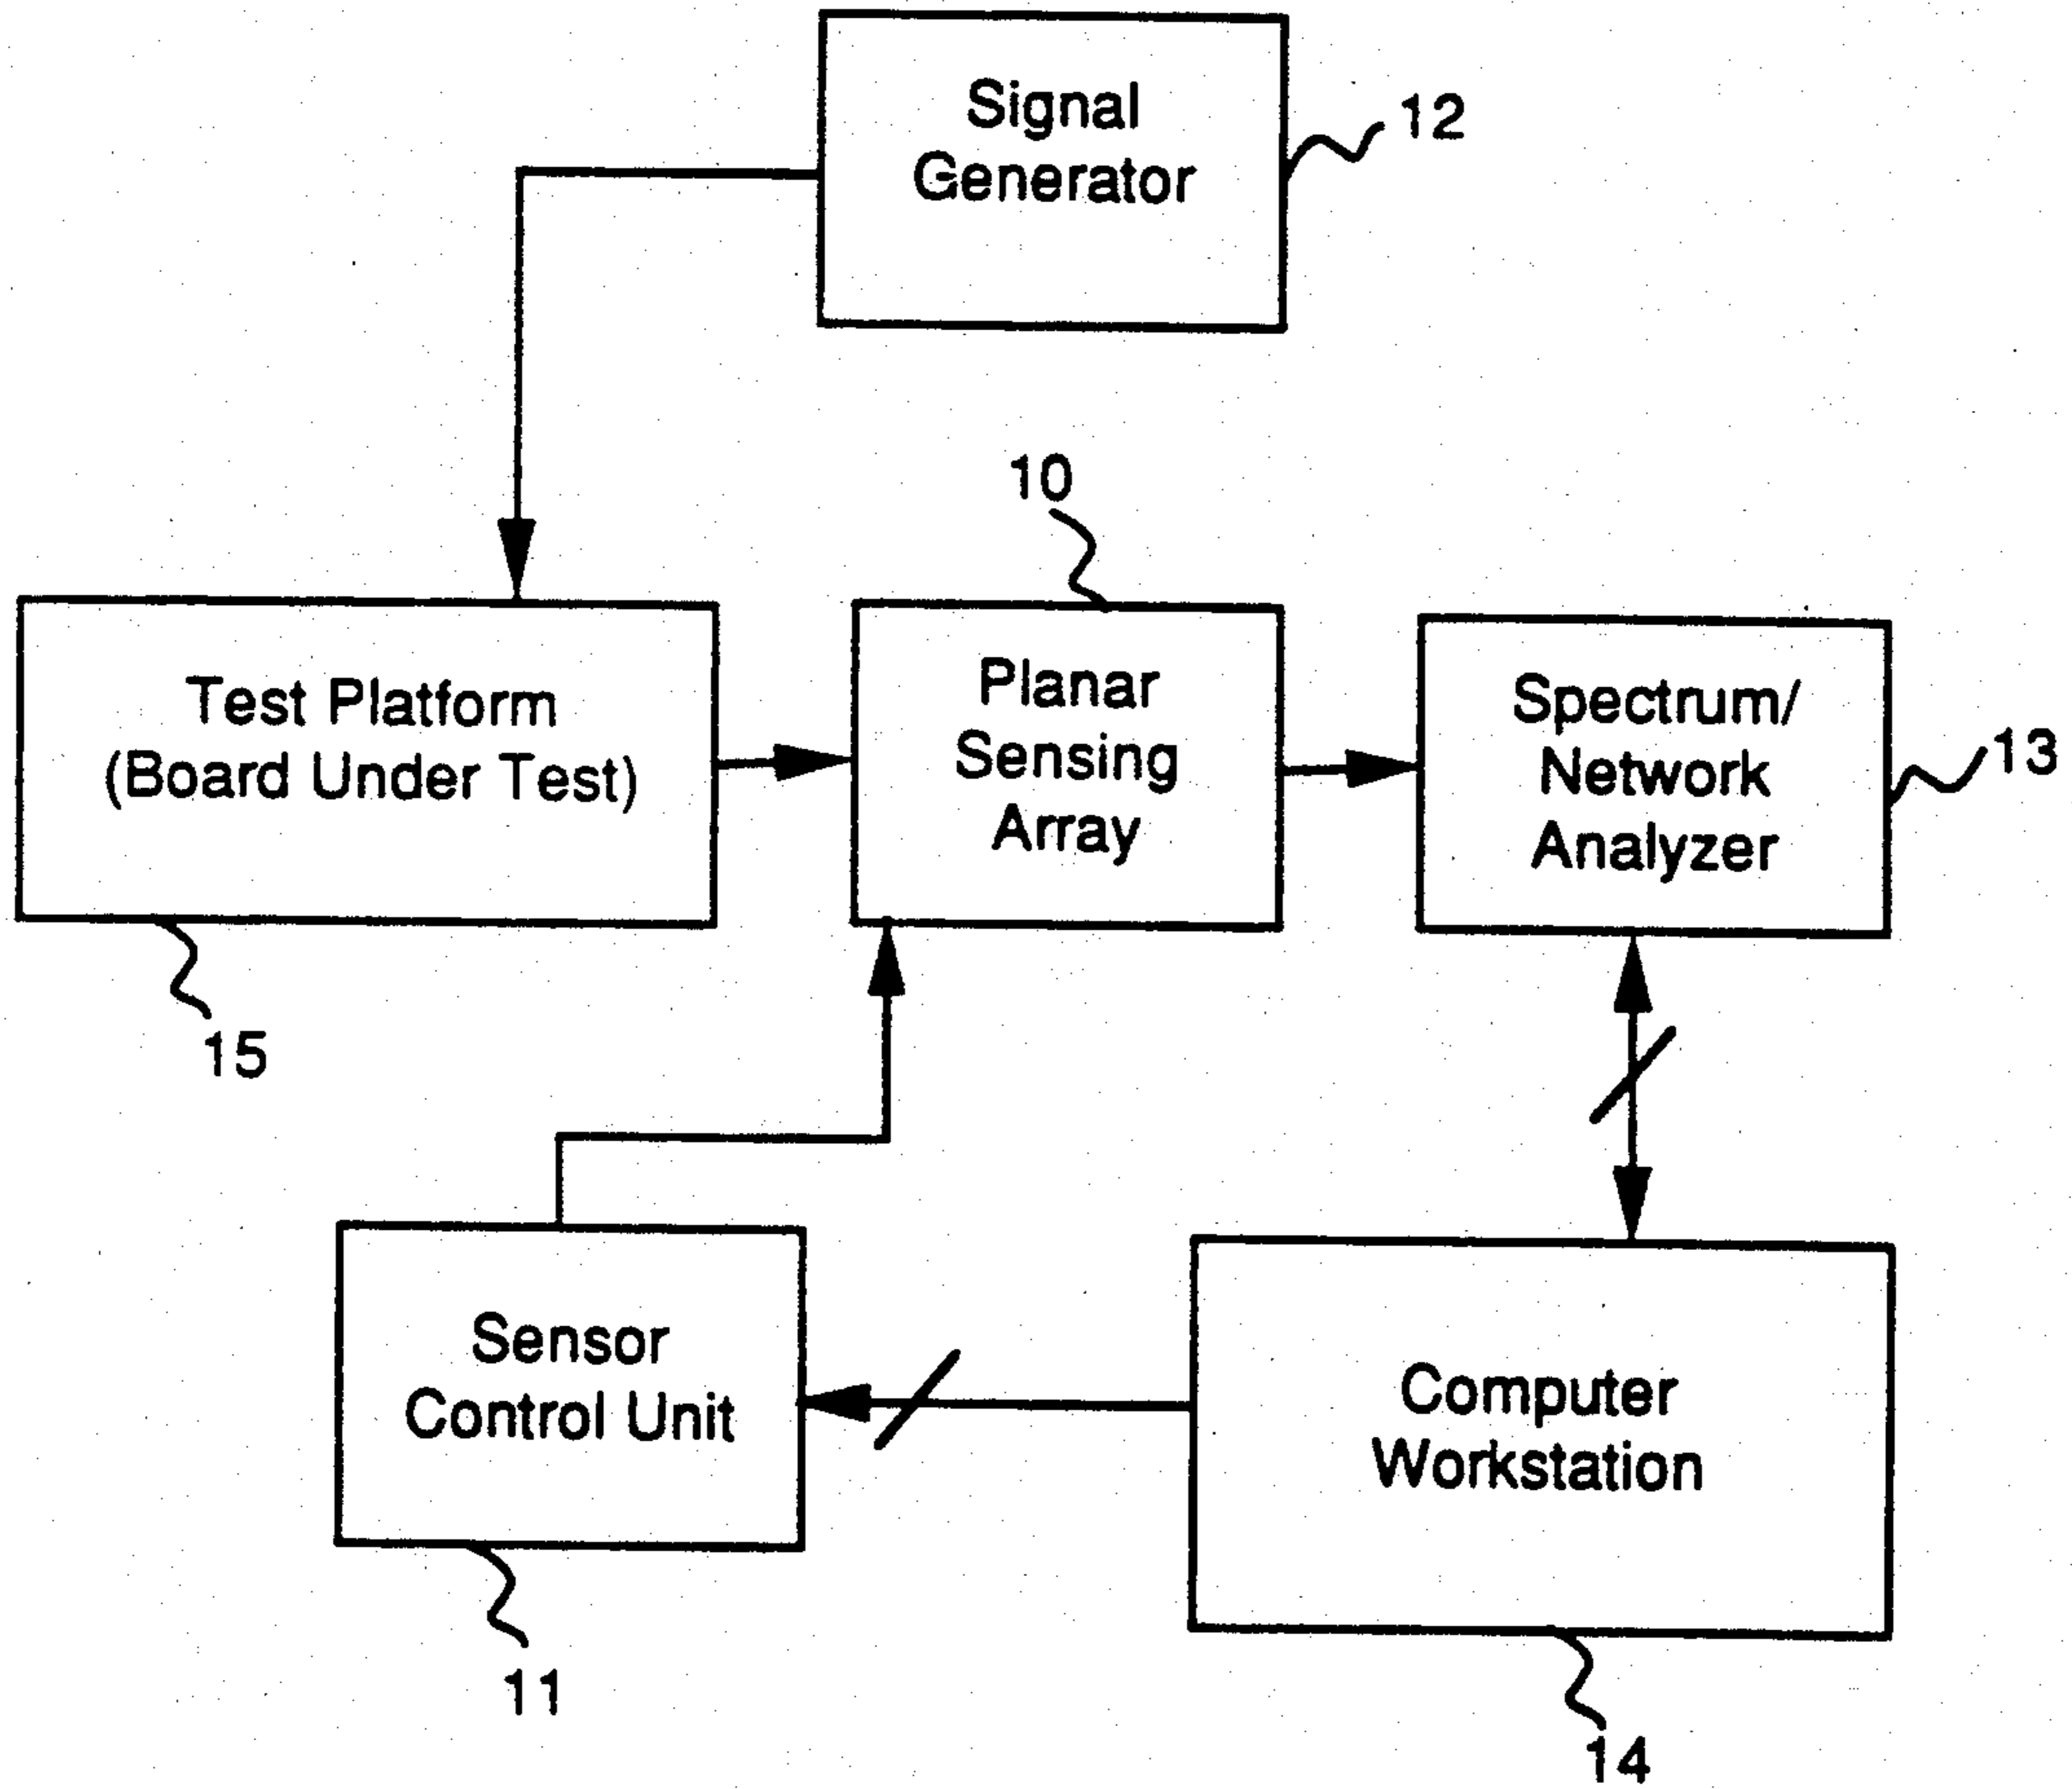 Signal
Generator
12
10
Test Platform
(Board Under Test)
Planar
Sensing
Array
Spectrum/
Network
Analyzer
13
15
Sensor
Control Unit
Computer
Workstation
11
14